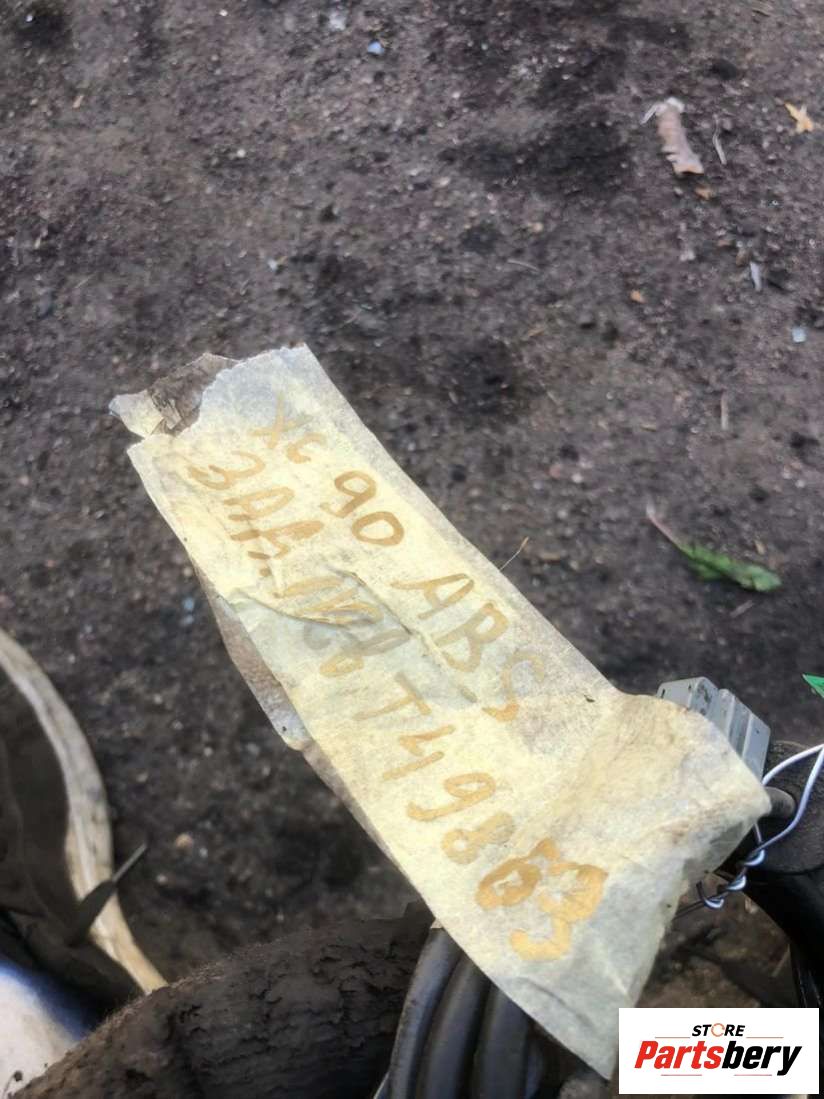 XC 90 ABS
T49803
STORE
Partsbery